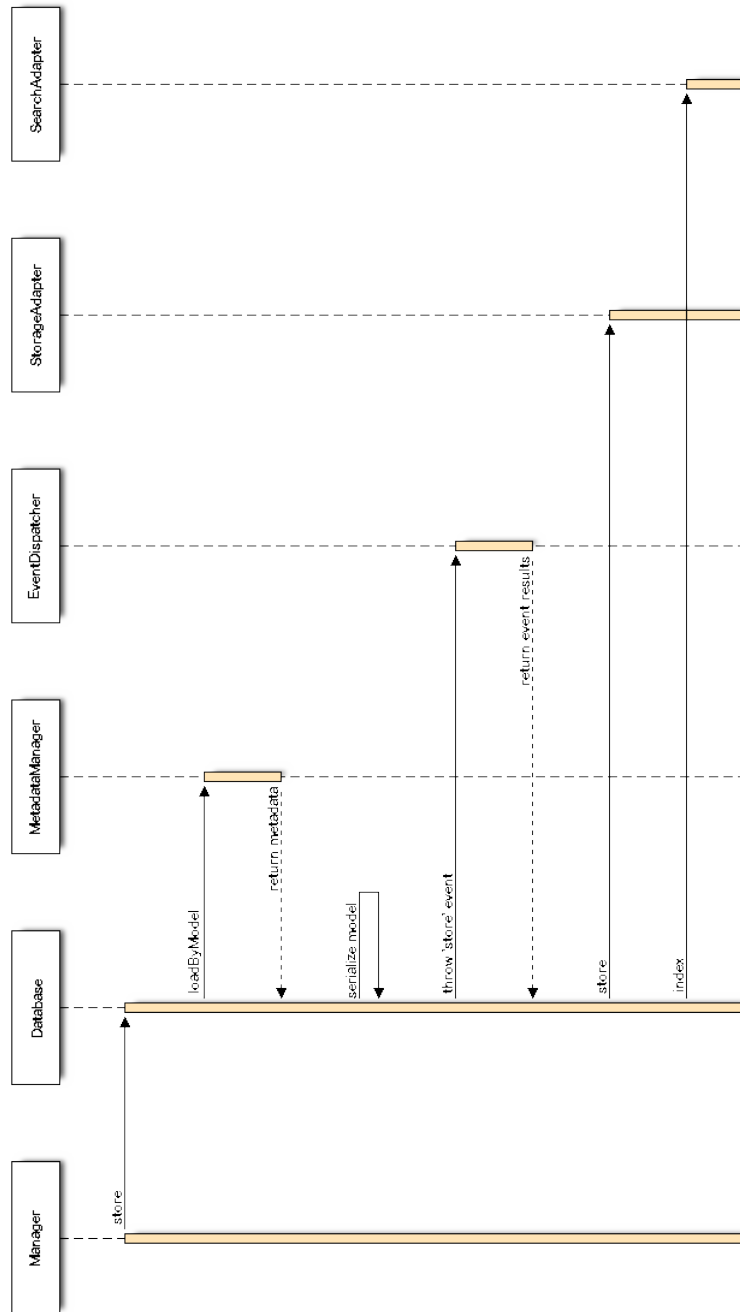 Manager
Database
MetadataManager
EventDispatcher
StorageAdapter
SearchAdapter
store
loadByModel
return metadata
serialize model
throw 'store' event
return event results
store
index